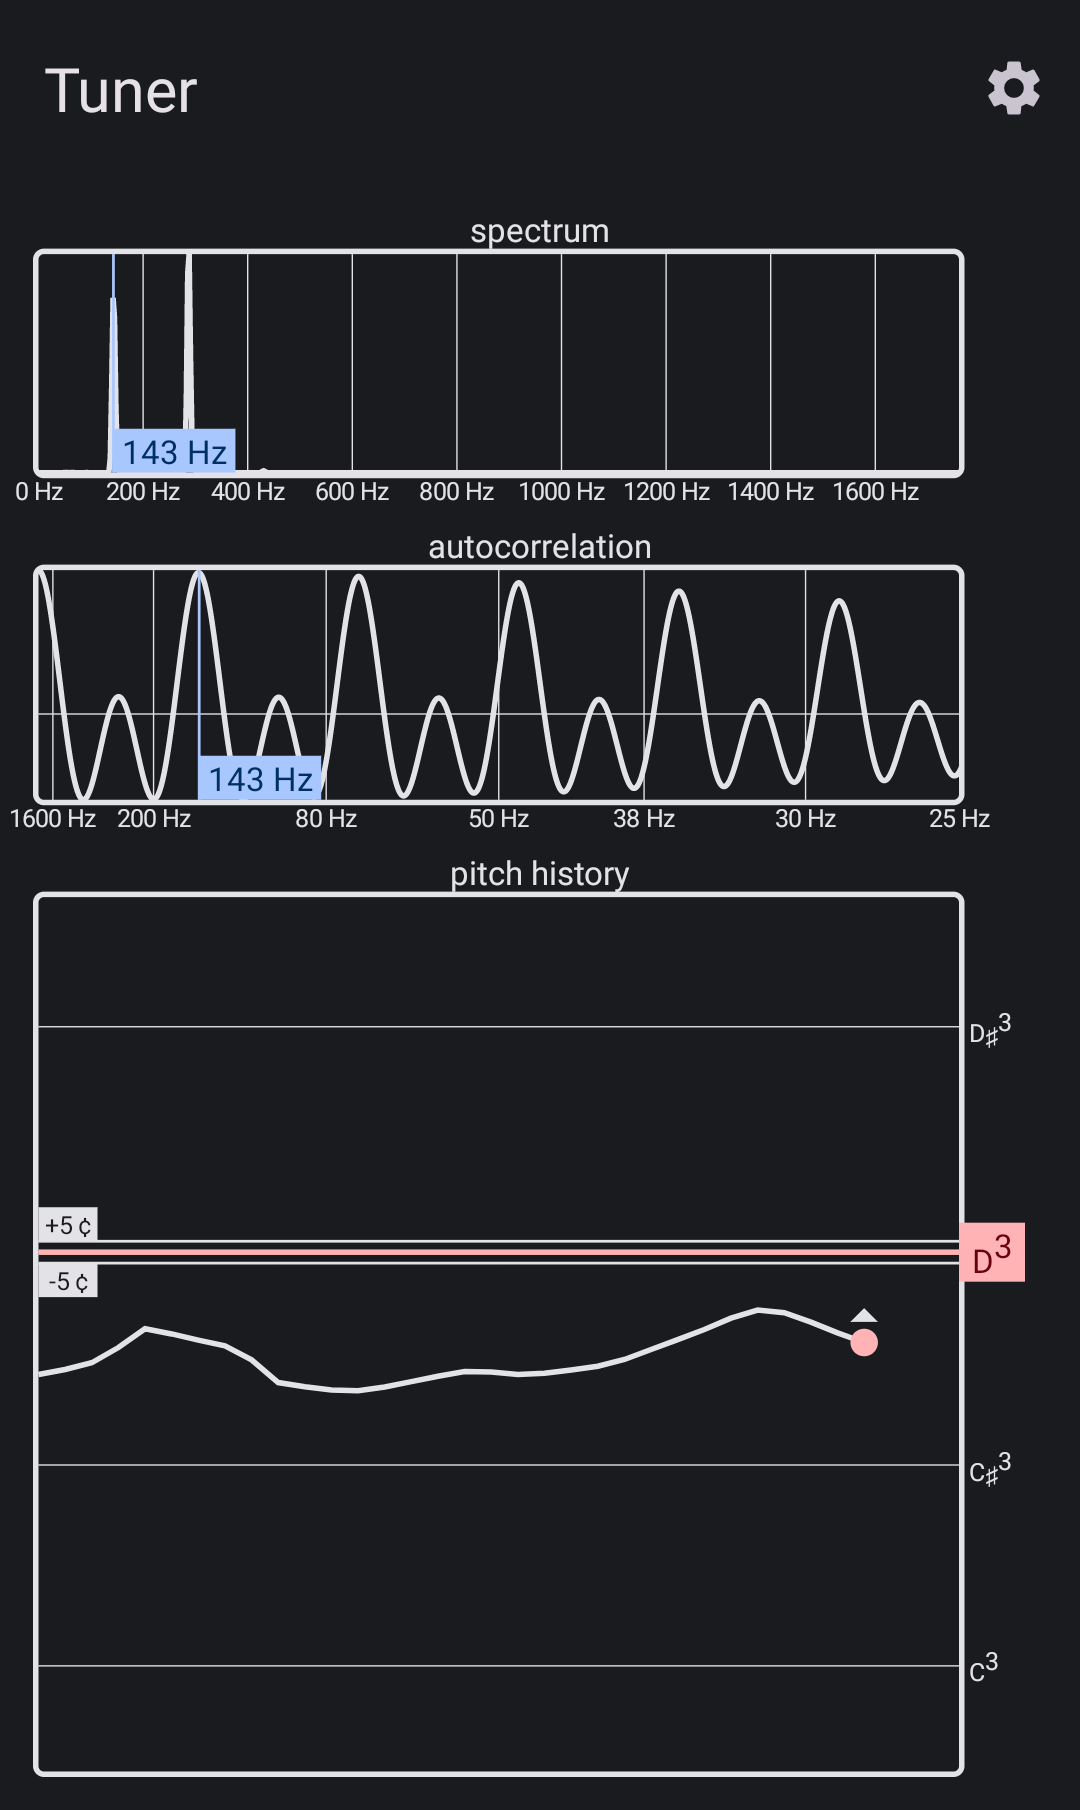 Tuner
spectrum
143 Hz
0 Hz 200 Hz 400 Hz 600 Hz 800 Hz 1000 Hz 1200 Hz 1400 Hz 1600 Hz
autocorrelation
143 Hz
1600 Hz 200 Hz 80 Hz 50 Hz 38 Hz 30 Hz 25 Hz
pitch history
D♯3
+5 ¢
D3
-5 ¢
C♯3
C3